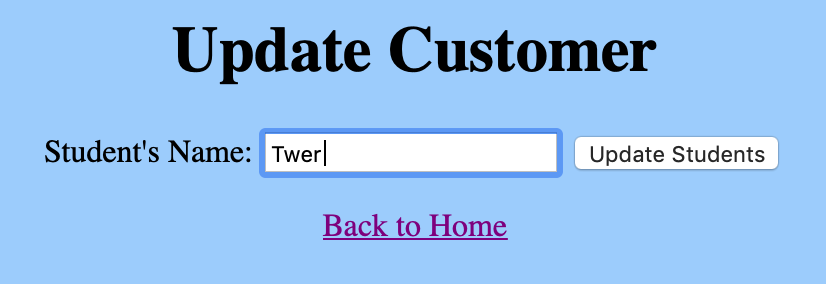 Update Customer
Student's Name: Twer Update Students
Back to Home